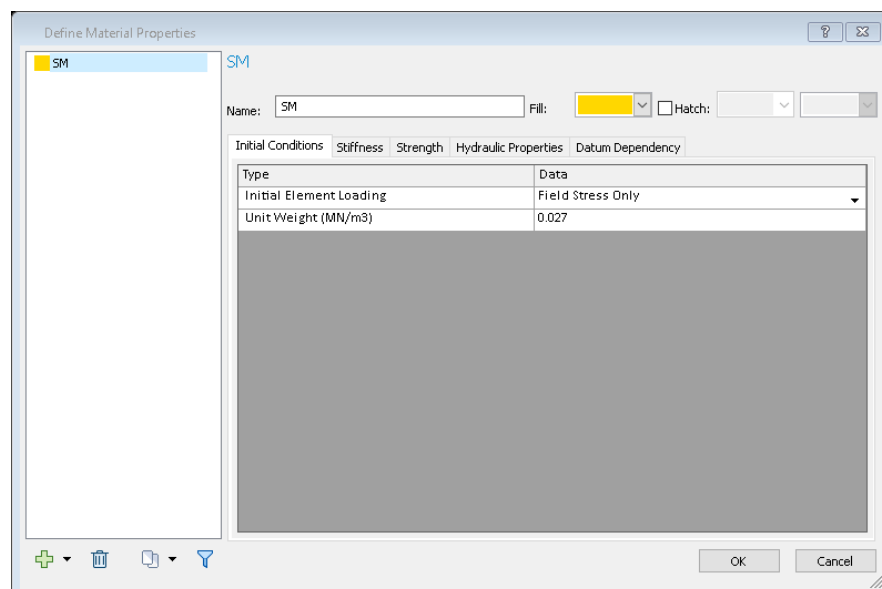 Define Material Properties
SM
SM
Name: SM Fill: Hatch:
Initial Conditions Stiffness Strength Hydraulic Properties Datum Dependency
Type Data
Initial Element Loading Field Stress Only
Unit Weight (MN/m3) 0.027
OK Cancel